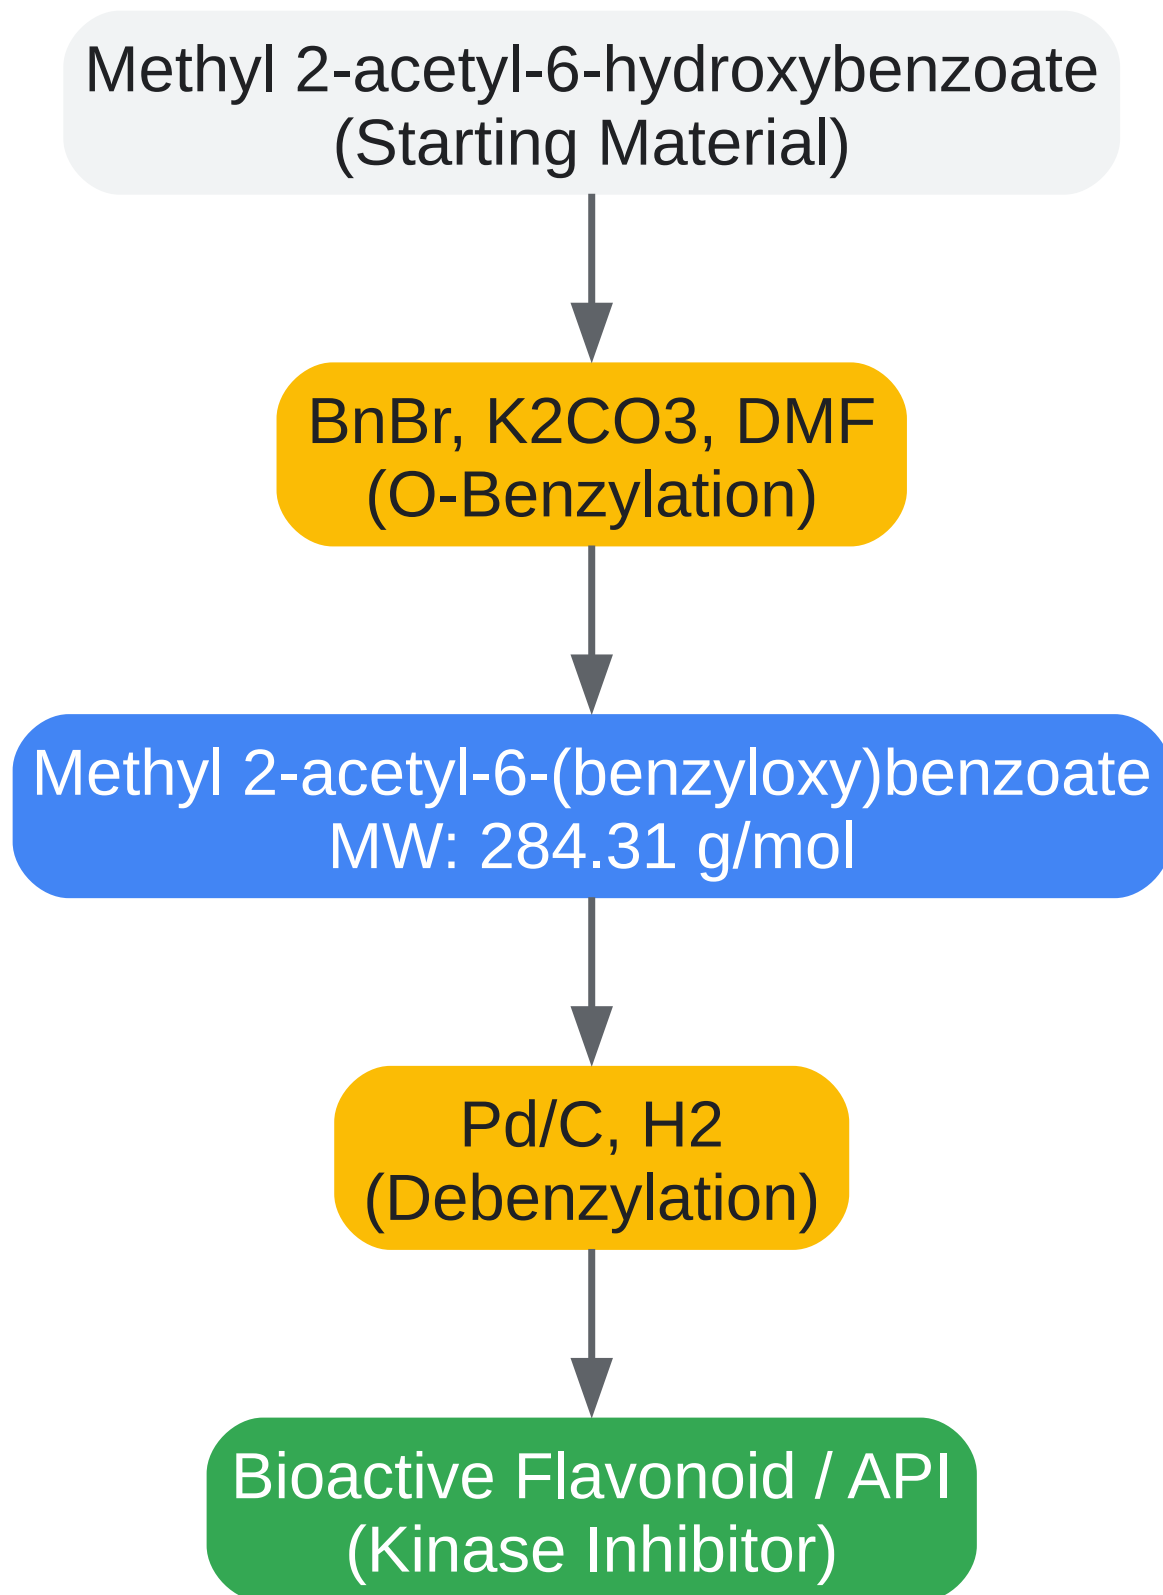 Methyl 2-acetyl-6-hydroxybenzoate
(Starting Material)
BnBr, K2CO3, DMF
(O-Benzylation)
Methyl 2-acetyl-6-(benzyloxy)benzoate
MW: 284.31 g/mol
Pd/C, H2
(Debenzylation)
Bioactive Flavonoid / API
(Kinase Inhibitor)